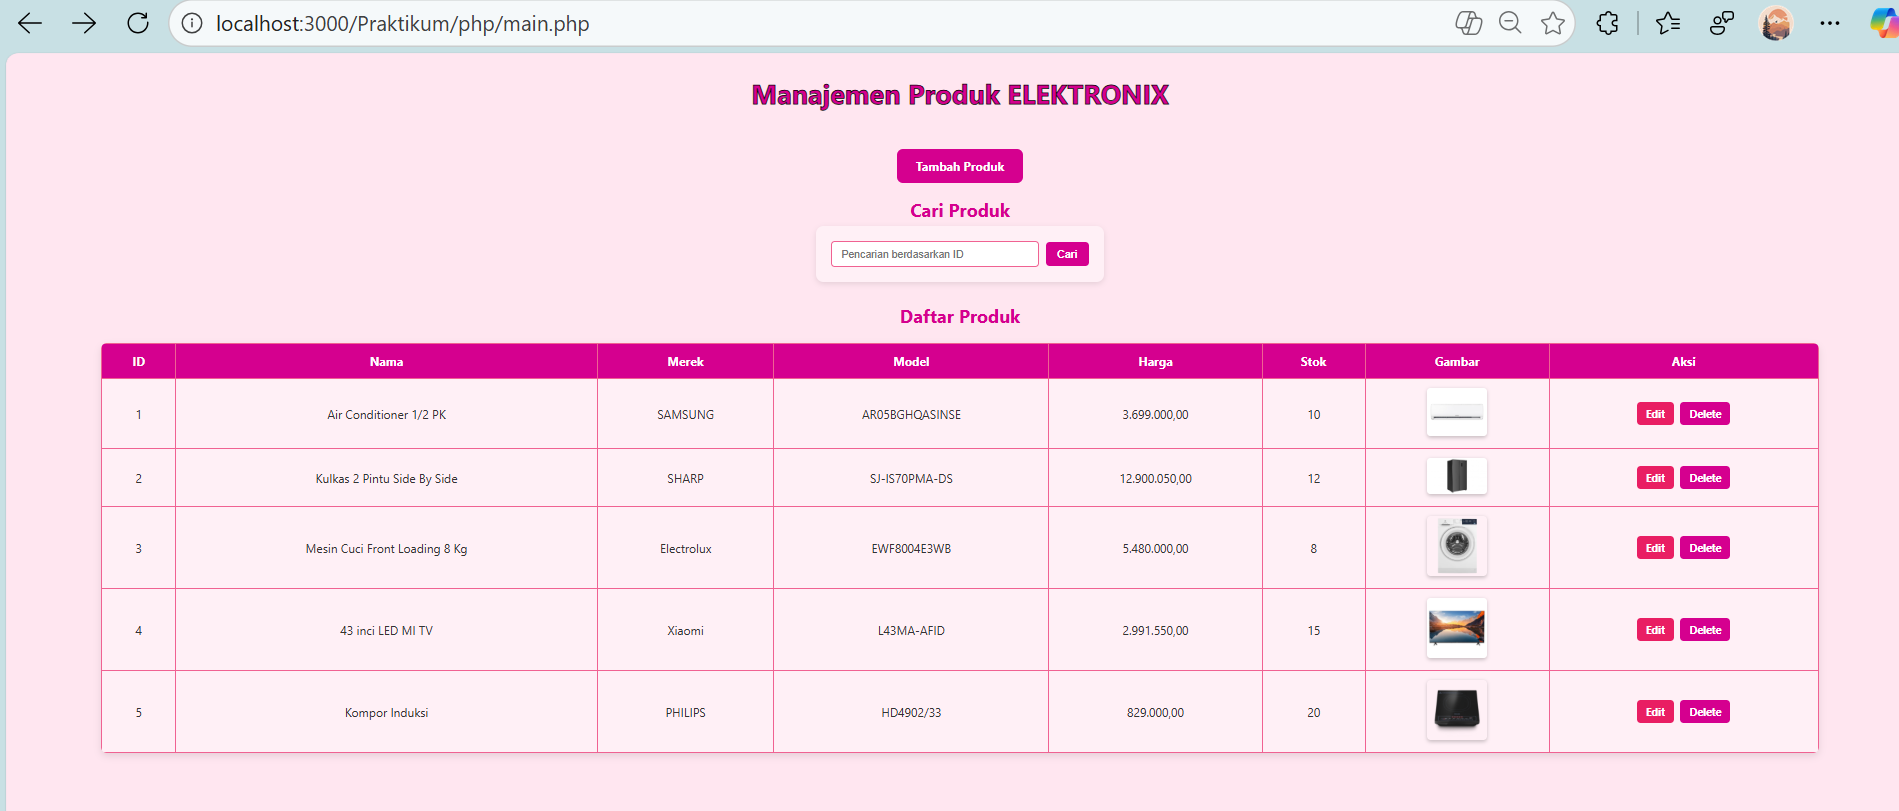 localhost:3000/Praktikum/php/main.php
Manajemen Produk ELEKTRONIX
Tambah Produk
Cari Produk
Pencarian berdasarkan ID Cari
Daftar Produk
ID Nama Merek Model Harga Stok Gambar Aksi
1 Air Conditioner 1/2 PK SAMSUNG AR05BGHQASINSE 3.699.000,00 10 Edit Delete
2 Kulkas 2 Pintu Side By Side SHARP SJ-IS70PMA-DS 12.900.050,00 12 Edit Delete
3 Mesin Cuci Front Loading 8 Kg Electrolux EWF8004E3WB 5.480.000,00 8 Edit Delete
4 43 inci LED MI TV Xiaomi L43MA-AFID 2.991.550,00 15 Edit Delete
5 Kompor Induksi PHILIPS HD4902/33 829.000,00 20 Edit Delete